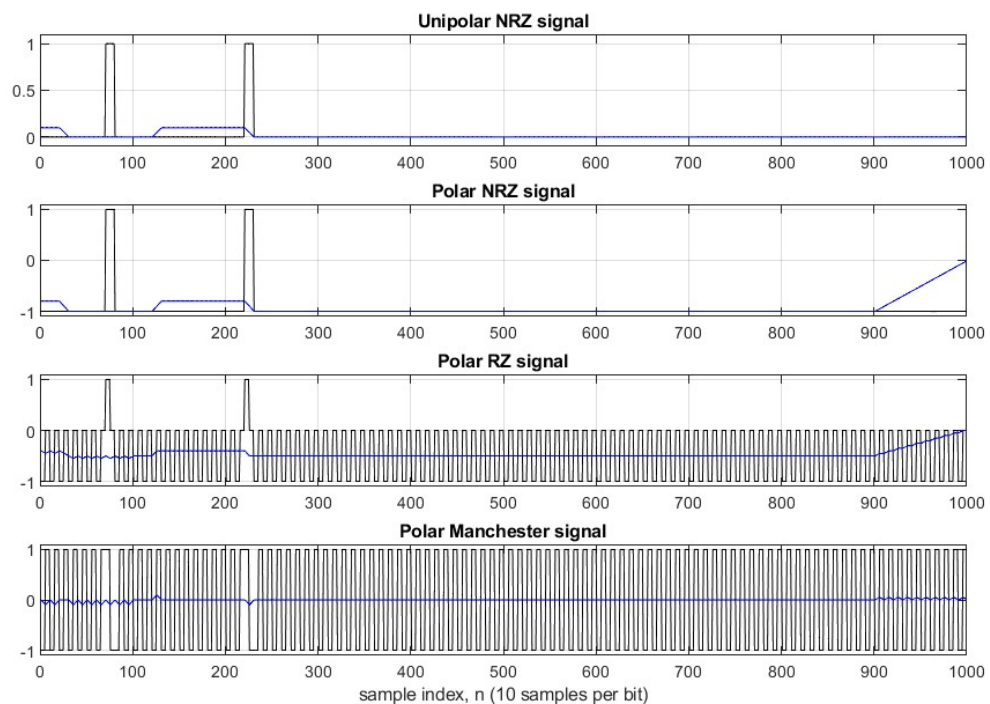 Unipolar NRZ signal
1
0.5
0
0 100 200 300 400 500 600 700 800 900 1000
Polar NRZ signal
1
0
-1
0 100 200 300 400 500 600 700 800 900 1000
Polar RZ signal
1
0
-1
0 100 200 300 400 500 600 700 800 900 1000
Polar Manchester signal
1
0
-1
0 100 200 300 400 500 600 700 800 900 1000
sample index, n (10 samples per bit)